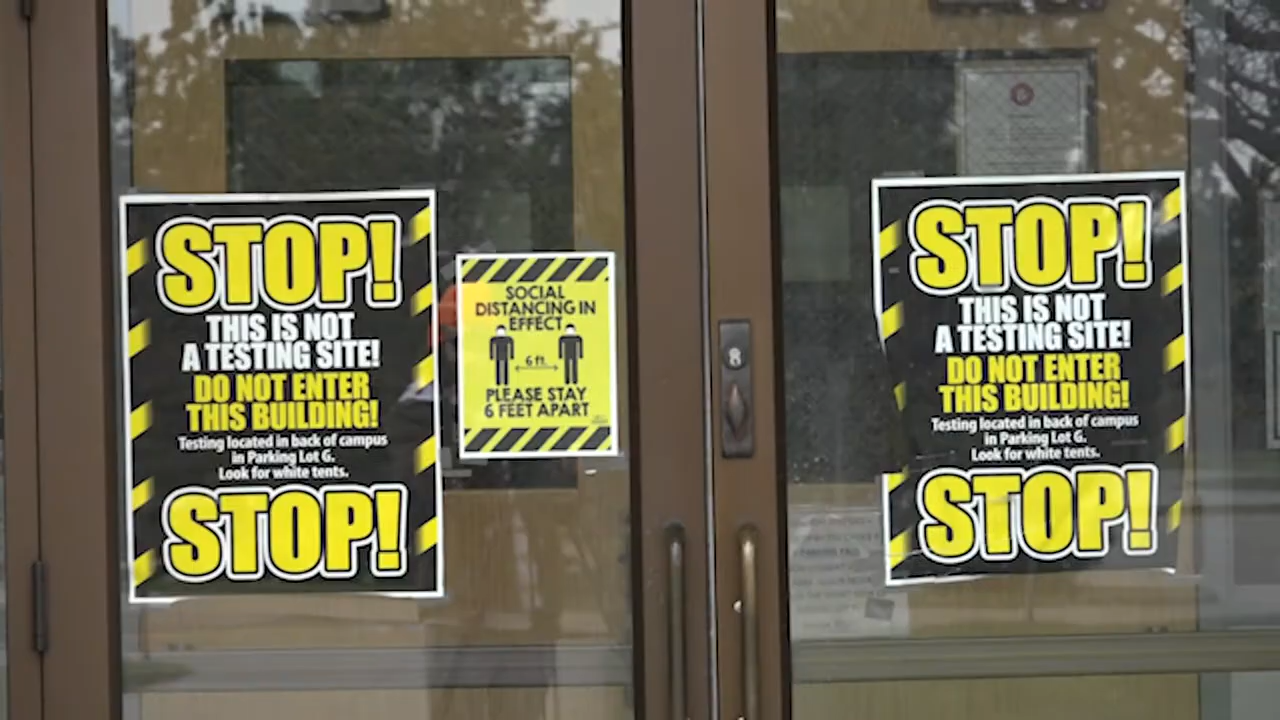 STOP!
THIS IS NOT
A TESTING SITE!
DO NOT ENTER
THIS BUILDING!
Testing located in back of campus
in Parking Lot G.
Look for white tents.
STOP!
SOCIAL
DISTANCING IN
EFFECT
6 ft.
PLEASE STAY
6 FEET APART
STOP!
THIS IS NOT
A TESTING SITE!
DO NOT ENTER
THIS BUILDING!
Testing located in back of campus
in Parking Lot G.
Look for white tents.
STOP!